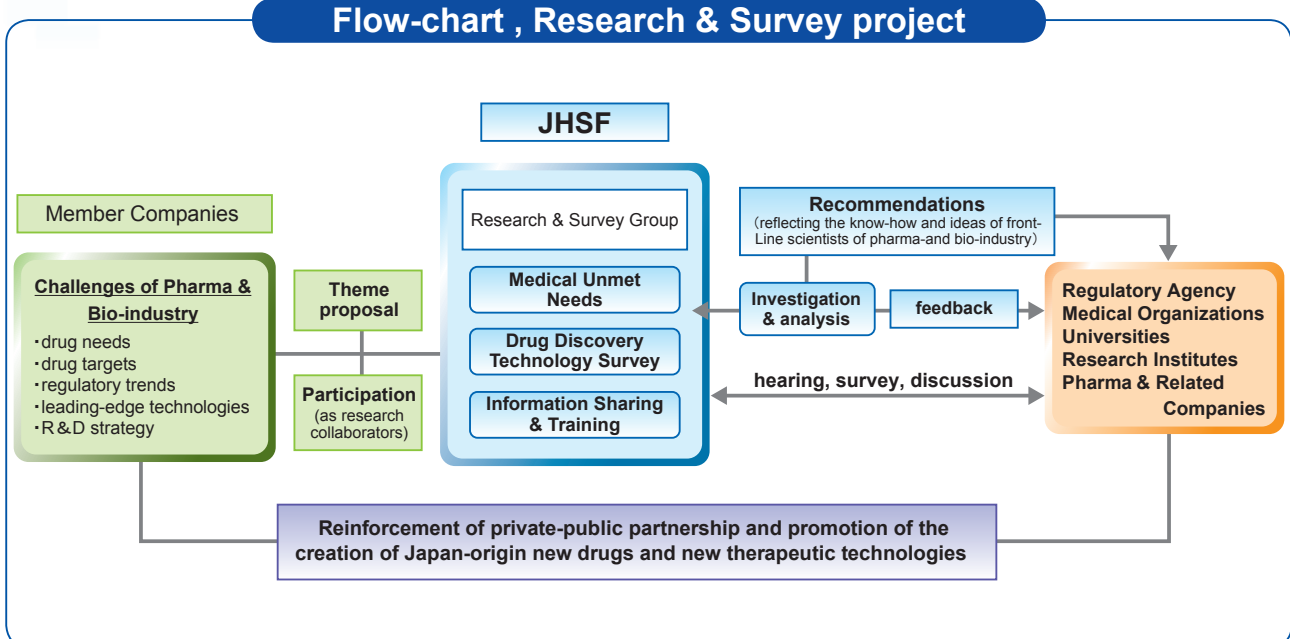 Flow-chart , Research & Survey project
JHSF
Member Companies
Challenges of Pharma &
Bio-industry
・drug needs
・drug targets
・regulatory trends
・leading-edge technologies
・R&D strategy
Theme
proposal
Participation
(as research
collaborators)
Research & Survey Group
Medical Unmet
Needs
Drug Discovery
Technology Survey
Information Sharing
& Training
Recommendations
(reflecting the know-how and ideas of front-
Line scientists of pharma-and bio-industry)
Investigation
& analysis
feedback
hearing, survey, discussion
Regulatory Agency
Medical Organizations
Universities
Research Institutes
Pharma & Related
Companies
Reinforcement of private-public partnership and promotion of the
creation of Japan-origin new drugs and new therapeutic technologies